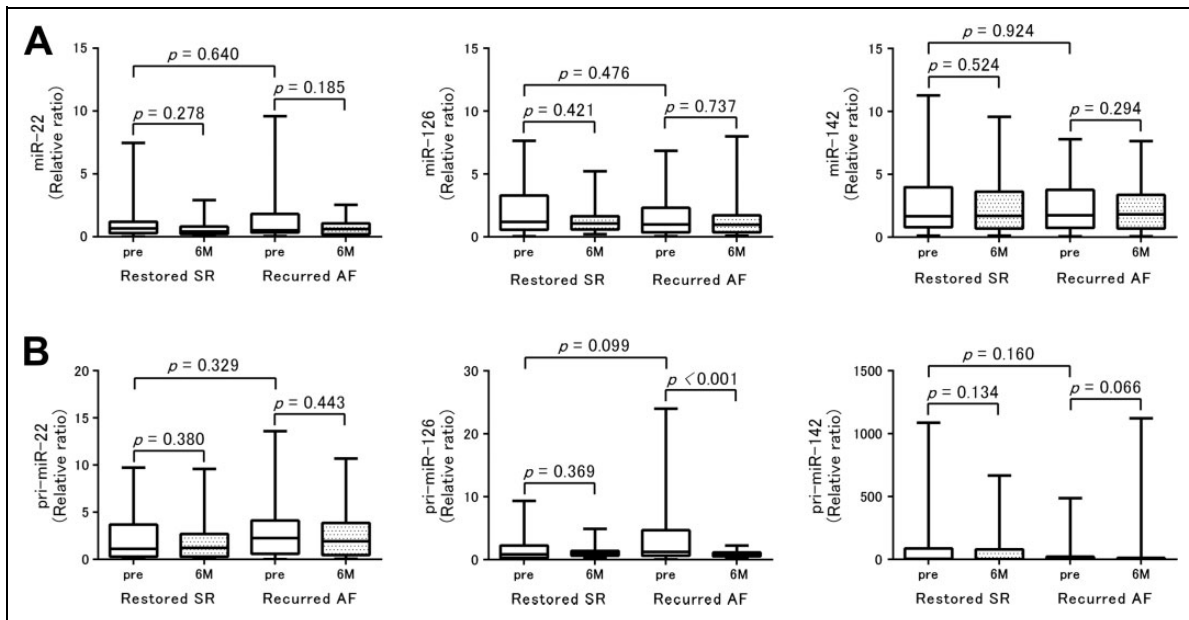 A
miR-22
(Relative ratio)
15
10
5
0
p = 0.640
p = 0.185
p = 0.278
pre 6M pre 6M
Restored SR Recurred AF
miR-126
(Relative ratio)
15
10
5
0
p = 0.476
p = 0.421
p = 0.737
pre 6M pre 6M
Restored SR Recurred AF
miR-142
(Relative ratio)
15
10
5
0
p = 0.924
p = 0.524
p = 0.294
pre 6M pre 6M
Restored SR Recurred AF
B
pri-miR-22
(Relative ratio)
20
15
10
5
0
p = 0.329
p = 0.443
p = 0.380
pre 6M pre 6M
Restored SR Recurred AF
pri-miR-126
(Relative ratio)
30
20
10
0
p = 0.099
p <0.001
p = 0.369
pre 6M pre 6M
Restored SR Recurred AF
pri-miR-142
(Relative ratio)
1500
1000
500
0
p = 0.160
p = 0.134
p = 0.066
pre 6M pre 6M
Restored SR Recurred AF